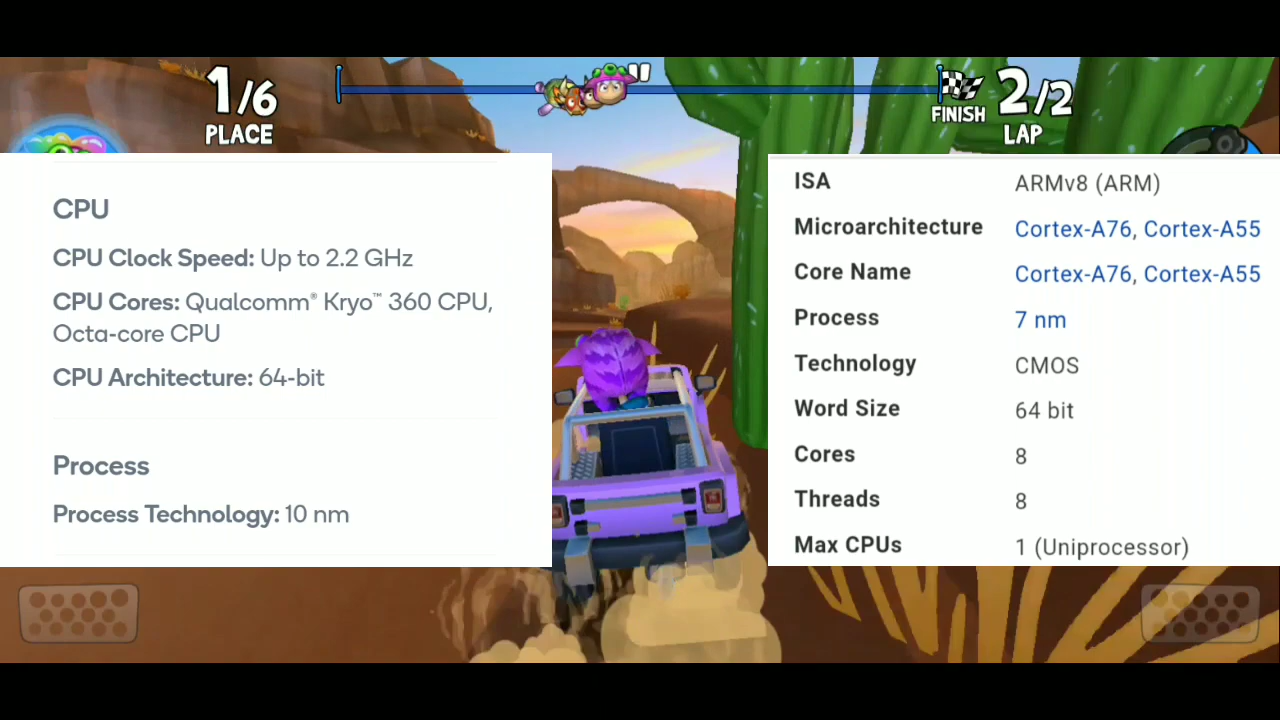 1/6
PLACE
FINISH
2/2
LAP
CPU
CPU Clock Speed: Up to 2.2 GHz
CPU Cores: Qualcomm® Kryo™ 360 CPU,
Octa-core CPU
CPU Architecture: 64-bit
Process
Process Technology: 10 nm
ISA ARMv8 (ARM)
Microarchitecture Cortex-A76, Cortex-A55
Core Name Cortex-A76, Cortex-A55
Process 7 nm
Technology CMOS
Word Size 64 bit
Cores 8
Threads 8
Max CPUs 1 (Uniprocessor)